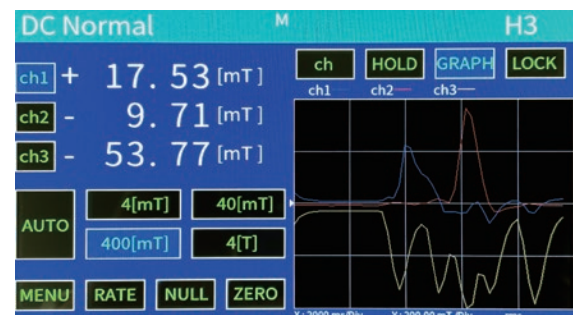 DC Normal M H3
ch1 + 17.53 [mT]
ch2 - 9.71 [mT]
ch3 - 53.77 [mT]
ch HOLD GRAPH LOCK
ch1 ch2 ch3
AUTO
4[mT] 40[mT]
400[mT] 4[T]
MENU RATE NULL ZERO